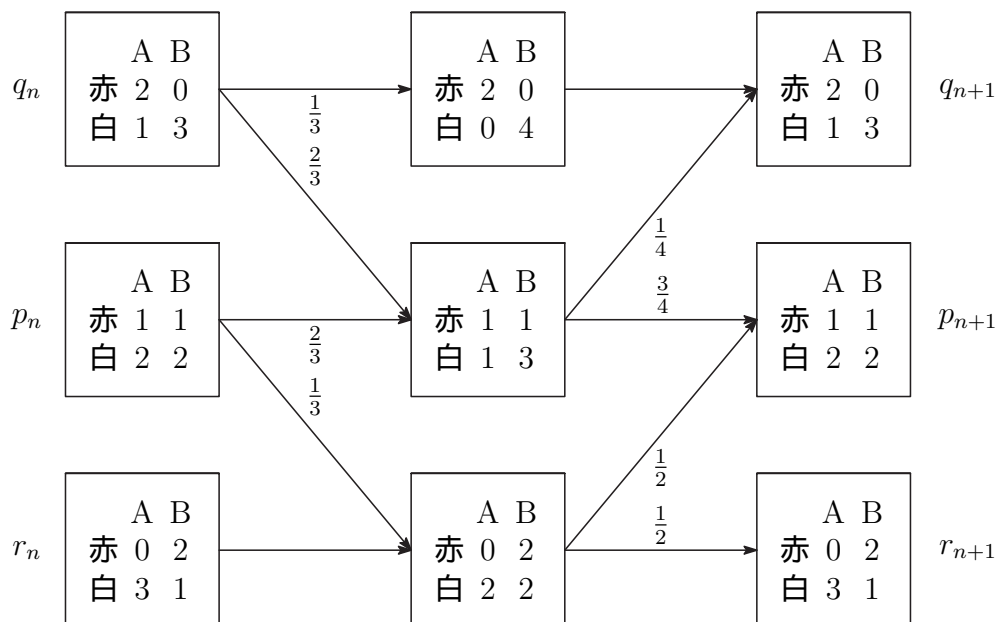 A B A B A B
q_n 赤 2 0 赤 2 0 赤 2 0 q_{n+1}
白 1 3 1/3 白 0 4 白 1 3
2/3
1/4
A B A B 3/4 A B
p_n 赤 1 1 赤 1 1 赤 1 1 p_{n+1}
白 2 2 2/3 白 1 3 白 2 2
1/3
1/2
A B A B 1/2 A B
r_n 赤 0 2 赤 0 2 赤 0 2 r_{n+1}
白 3 1 白 2 2 白 3 1